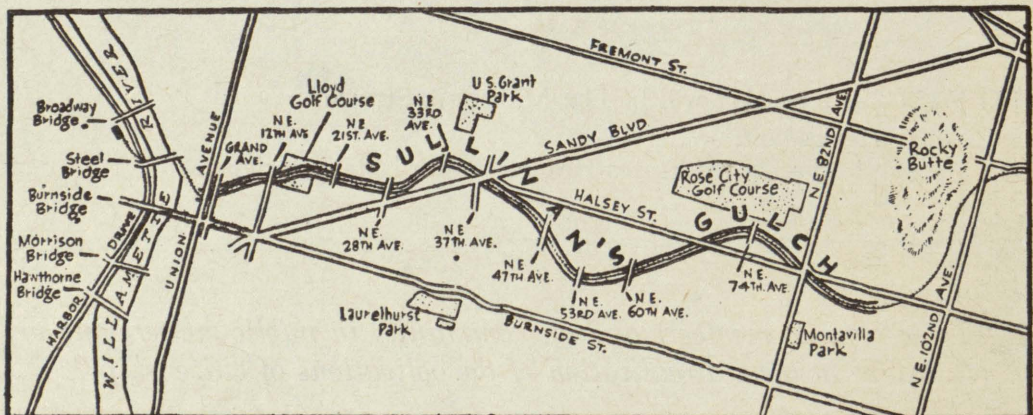 FREMONT ST.
RIVER
Broadway
Bridge
Steel
Bridge
Burnside
Bridge
Morrison
Bridge
Hawthorne
Bridge
HARBOR DRIVE
WILLAMETTE
UNION AVENUE
GRAND AVE.
N.E.
12TH AVE
Lloyd
Golf Course
N E
21ST. AVE.
N E
33RD
AVE.
U.S. Grant
Park
SULLIVAN'S GULCH
SANDY BLVD
N E.
28TH AVE.
N E.
37TH AVE.
HALSEY ST.
N E
47TH AVE.
N E.
53RD AVE.
N E.
60TH AVE.
Rose City
Golf Course
N E 82ND AVE.
N E.
74TH. AVE.
Rocky
Butte
Laurelhurst
Park
BURNSIDE ST.
Montavilla
Park
N E. 102ND AVE.